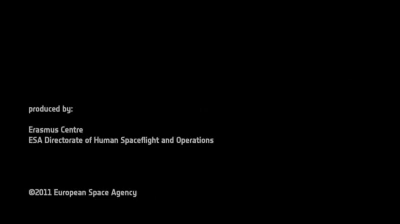 produced by:
Erasmus Centre
ESA Directorate of Human Spaceflight and Operations
©2011 European Space Agency